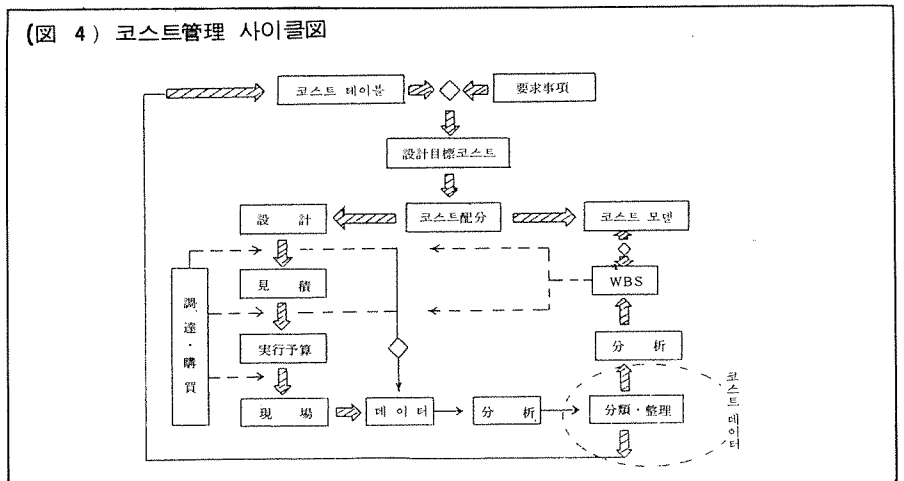 (図 4) 코스트管理 사이클図
코스트 테이블
要求事項
設計目標코스트
設 計
코스트配分
코스트 모델
見 積
WBS
調達·購買
実行予算
分 析
코스트 데이터
現 場
데이터
分 析
分類·整理